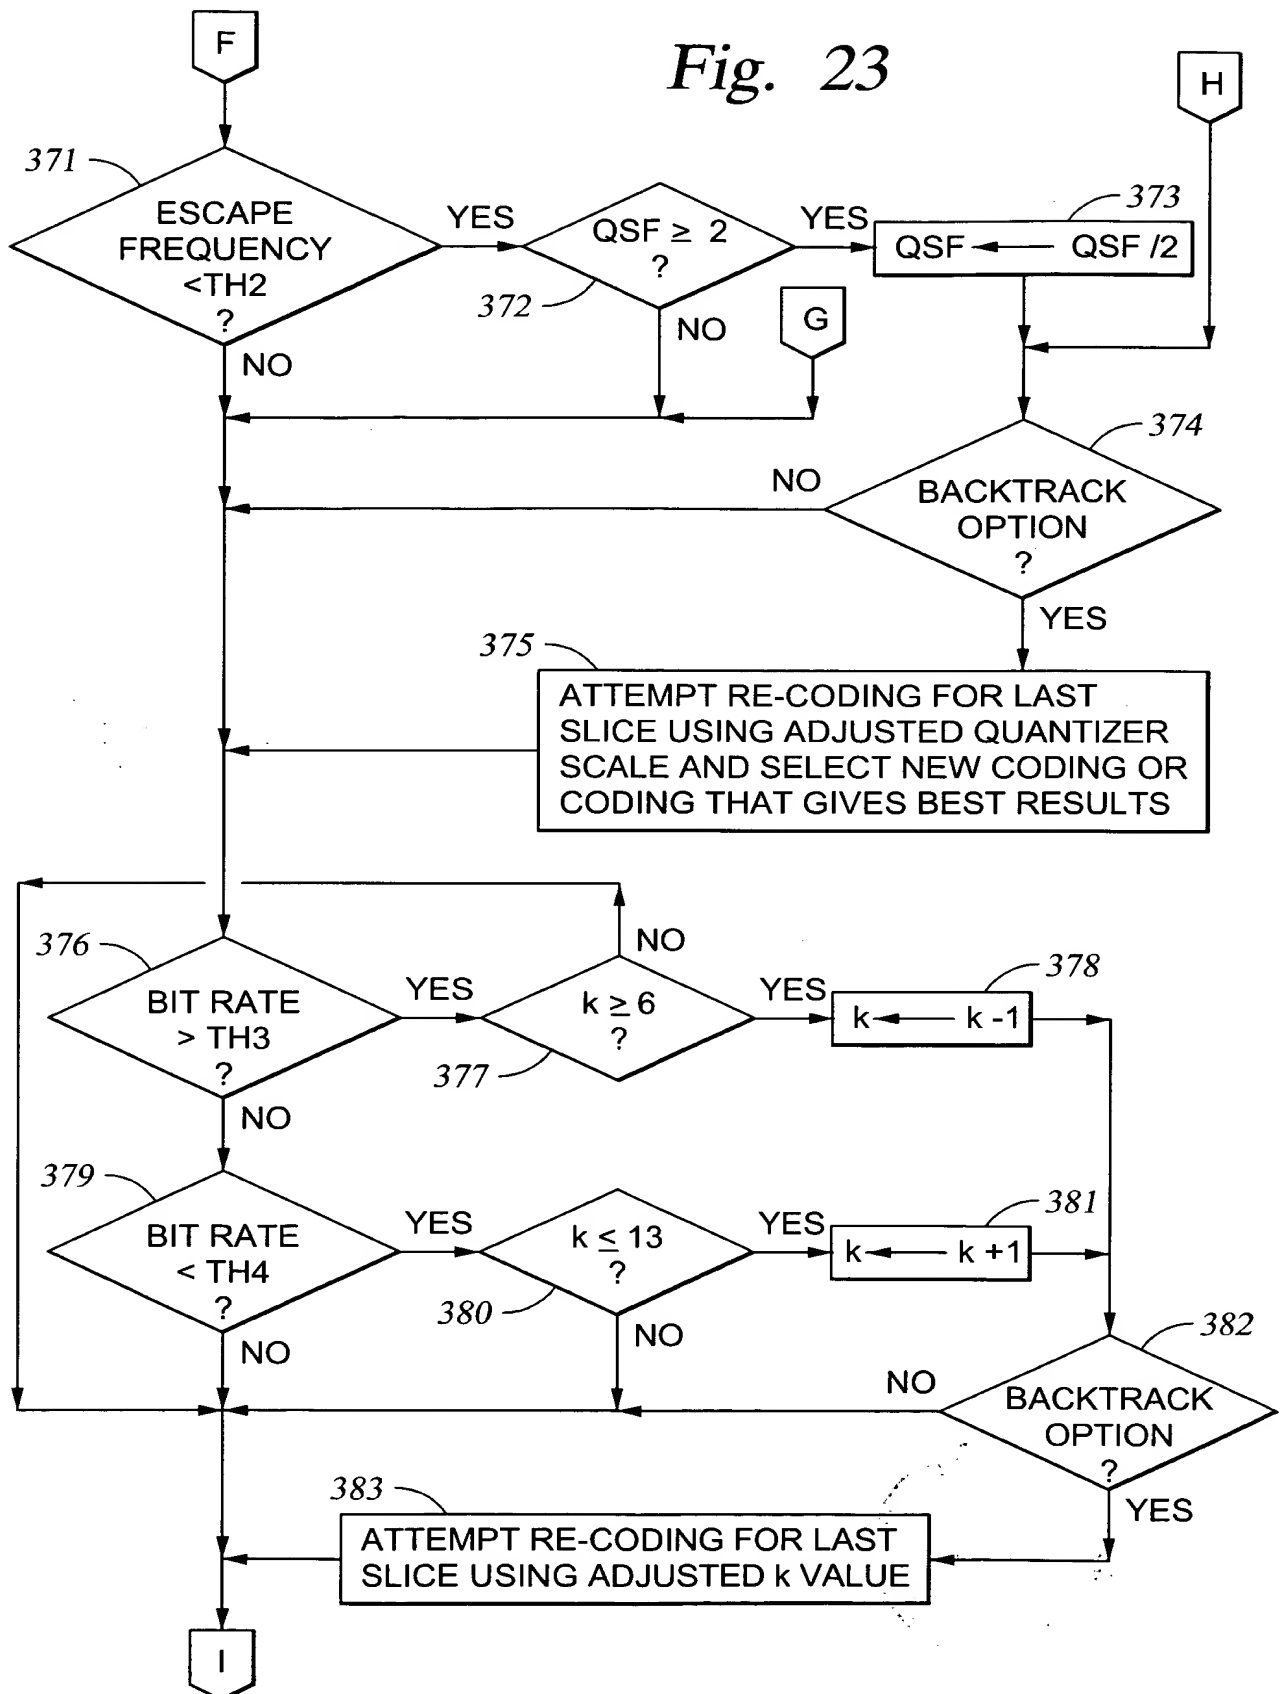 F
Fig. 23
H
371
ESCAPE
FREQUENCY
<TH2
?
YES
NO
QSF ≥ 2
?
372
YES
NO
373
QSF ← QSF /2
G
374
BACKTRACK
OPTION
?
NO
YES
375
ATTEMPT RE-CODING FOR LAST
SLICE USING ADJUSTED QUANTIZER
SCALE AND SELECT NEW CODING OR
CODING THAT GIVES BEST RESULTS
376
BIT RATE
> TH3
?
YES
NO
NO
k ≥ 6
?
377
YES
378
k ← k -1
379
BIT RATE
< TH4
?
YES
NO
k ≤ 13
?
380
YES
NO
381
k ← k +1
382
BACKTRACK
OPTION
?
NO
YES
383
ATTEMPT RE-CODING FOR LAST
SLICE USING ADJUSTED k VALUE
I